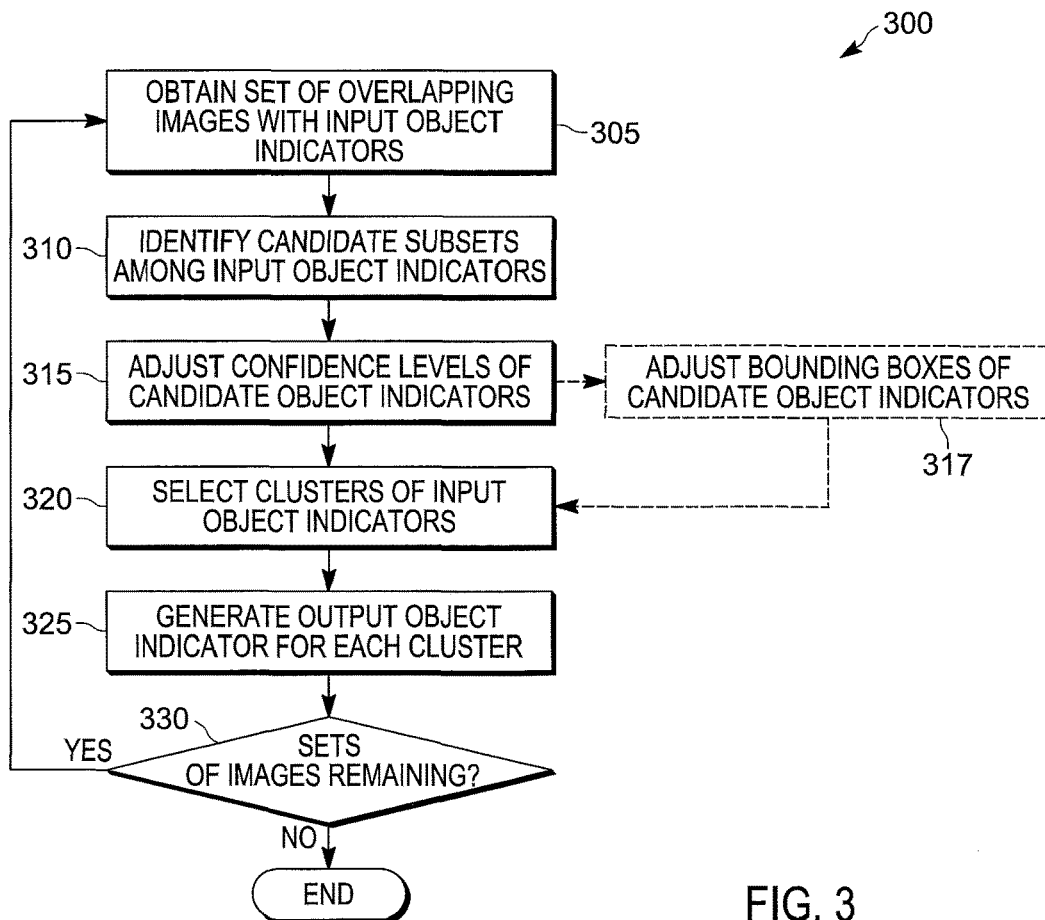 300
OBTAIN SET OF OVERLAPPING
IMAGES WITH INPUT OBJECT
INDICATORS
305
310
IDENTIFY CANDIDATE SUBSETS
AMONG INPUT OBJECT INDICATORS
315
ADJUST CONFIDENCE LEVELS OF
CANDIDATE OBJECT INDICATORS
ADJUST BOUNDING BOXES OF
CANDIDATE OBJECT INDICATORS
317
320
SELECT CLUSTERS OF INPUT
OBJECT INDICATORS
325
GENERATE OUTPUT OBJECT
INDICATOR FOR EACH CLUSTER
330
YES
SETS
OF IMAGES REMAINING?
NO
END
FIG. 3